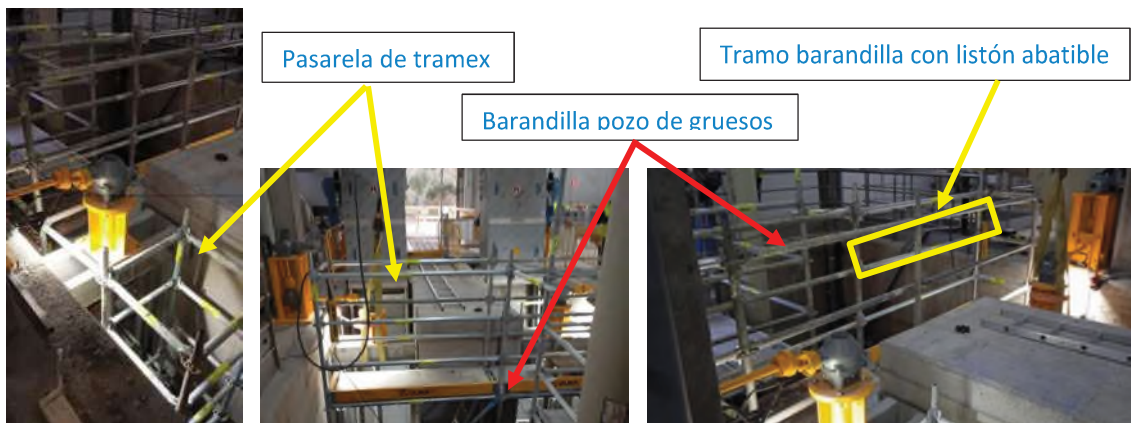 Pasarela de tramex
Tramo barandilla con listón abatible
Barandilla pozo de gruesos